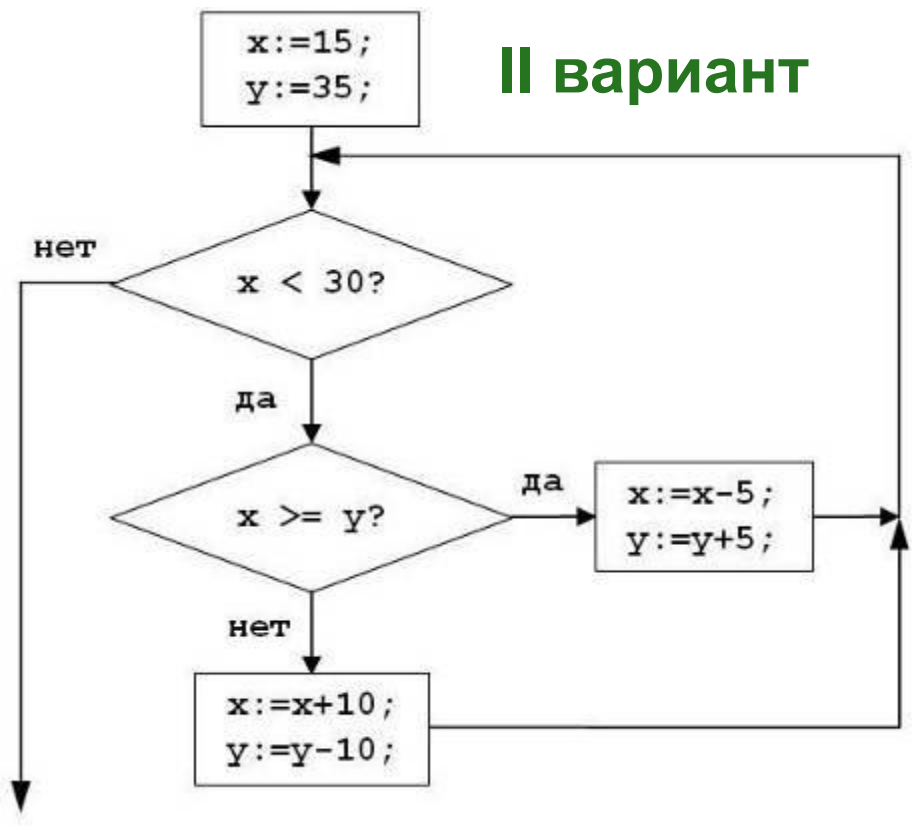 x:=15;
y:=35;
II вариант
нет
x < 30?
да
x >= y?
да
x:=x-5;
y:=y+5;
нет
x:=x+10;
y:=y-10;